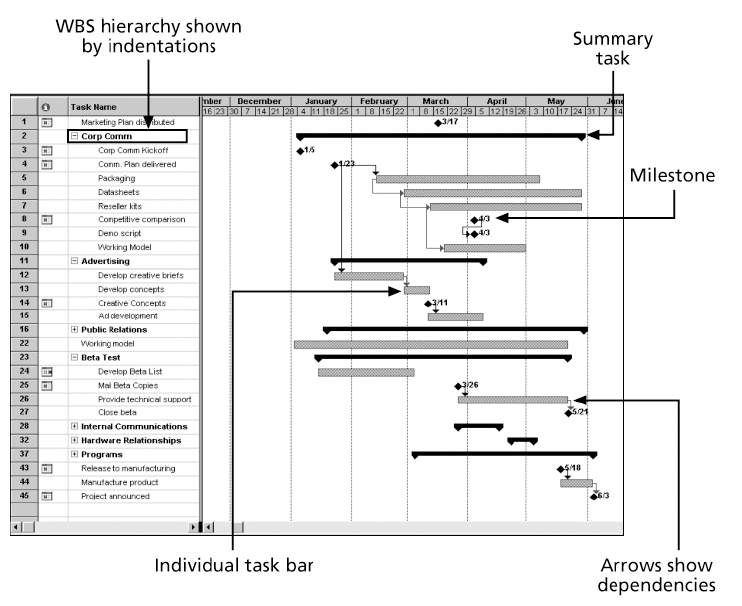 WBS hierarchy shown
by indentations
Summary
task
Task Name
December January February March April May
16 23 30 7 14 21 28 4 11 18 25 1 8 15 22 1 8 15 22 29 5 12 19 26 3 10 17 24 31 7 14
1 Marketing Plan distributed 3/17
2 Corp Comm
3 Corp Comm Kickoff 1/5
4 Comm. Plan delivered 1/23
5 Packaging
6 Datasheets
7 Reseller kits
8 Competitive comparison 4/3
9 Demo script 4/3
10 Working Model
11 Advertising
12 Develop creative briefs
13 Develop concepts
14 Creative Concepts 3/11
15 Ad development
16 Public Relations
22 Working model
23 Beta Test
24 Develop Beta List
25 Mai Beta Copies 3/26
26 Provide technical support
27 Close beta 5/21
28 Internal Communications
32 Hardware Relationships
37 Programs
43 Release to manufacturing 5/18
44 Manufacture product
45 Project announced 6/3
Milestone
Individual task bar
Arrows show
dependencies